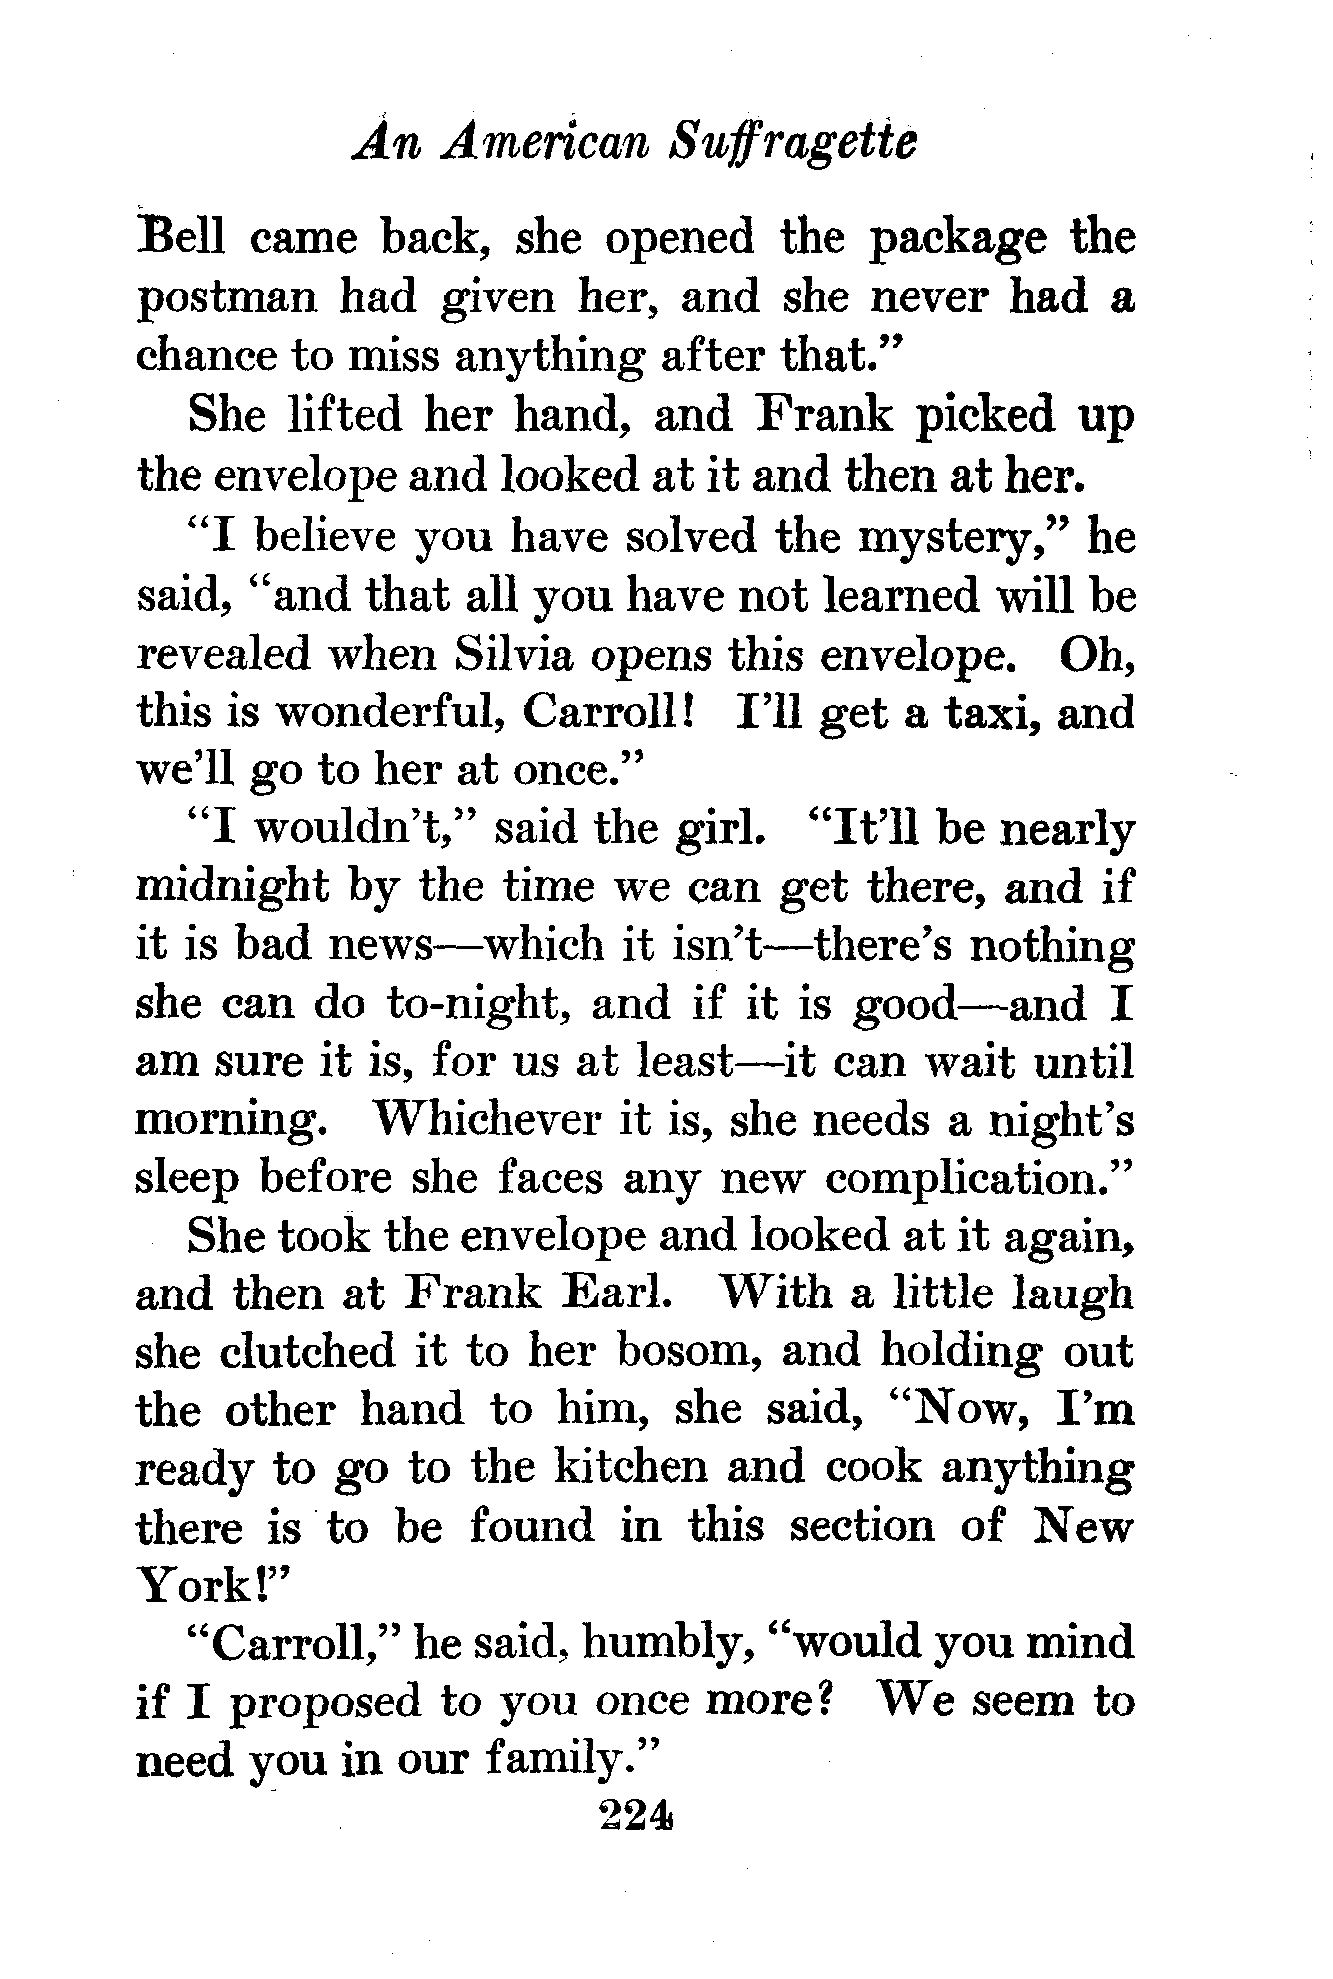 An American Suffragette
Bell came back, she opened the package the
postman had given her, and she never had a
chance to miss anything after that.”
She lifted her hand, and Frank picked up
the envelope and looked at it and then at her.
“I believe you have solved the mystery,” he
said, “and that all you have not learned will be
revealed when Silvia opens this envelope. Oh,
this is wonderful, Carroll! I’ll get a taxi, and
we’ll go to her at once.”
“I wouldn’t,” said the girl. “It’ll be nearly
midnight by the time we can get there, and if
it is bad news—which it isn’t—there’s nothing
she can do to-night, and if it is good—and I
am sure it is, for us at least—it can wait until
morning. Whichever it is, she needs a night’s
sleep before she faces any new complication.”
She took the envelope and looked at it again,
and then at Frank Earl. With a little laugh
she clutched it to her bosom, and holding out
the other hand to him, she said, “Now, I’m
ready to go to the kitchen and cook anything
there is to be found in this section of New
York!”
“Carroll,” he said, humbly, “would you mind
if I proposed to you once more? We seem to
need you in our family.”
224